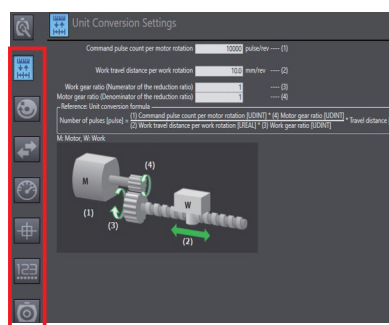 Unit Conversion Settings
Command pulse count per motor rotation 10000 pulse/rev ---- (1)
Work travel distance per work rotation 10.0 mm/rev ---- (2)
Work gear ratio (Numerator of the reduction ratio) 1 ---- (3)
Motor gear ratio (Denominator of the reduction ratio) 1 ---- (4)
Reference: Unit conversion formula
(1) Command pulse count per motor rotation [UDINT] * (4) Motor gear ratio [UDINT]
Number of pulses [pulse] = * Travel distance
(2) Work travel distance per work rotation [LREAL] * (3) Work gear ratio [UDINT]
M: Motor, W: Work
(4)
M
W
(1)
(3)
(2)
123